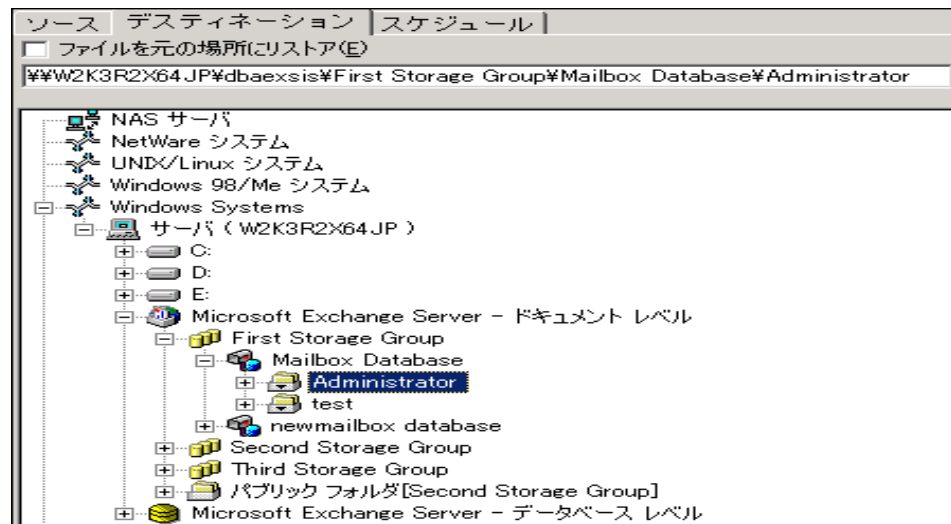 ソース デスティネーション スケジュール
ファイルを元の場所にリストア(E)
¥¥W2K3R2X64JP¥dbaexsis¥First Storage Group¥Mailbox Database¥Administrator
NAS サーバ
NetWare システム
UNIX/Linux システム
Windows 98/Me システム
Windows Systems
サーバ ( W2K3R2X64JP )
C:
D:
E:
Microsoft Exchange Server - ドキュメント レベル
First Storage Group
Mailbox Database
Administrator
test
newmailbox database
Second Storage Group
Third Storage Group
パブリック フォルダ[Second Storage Group]
Microsoft Exchange Server - データベース レベル